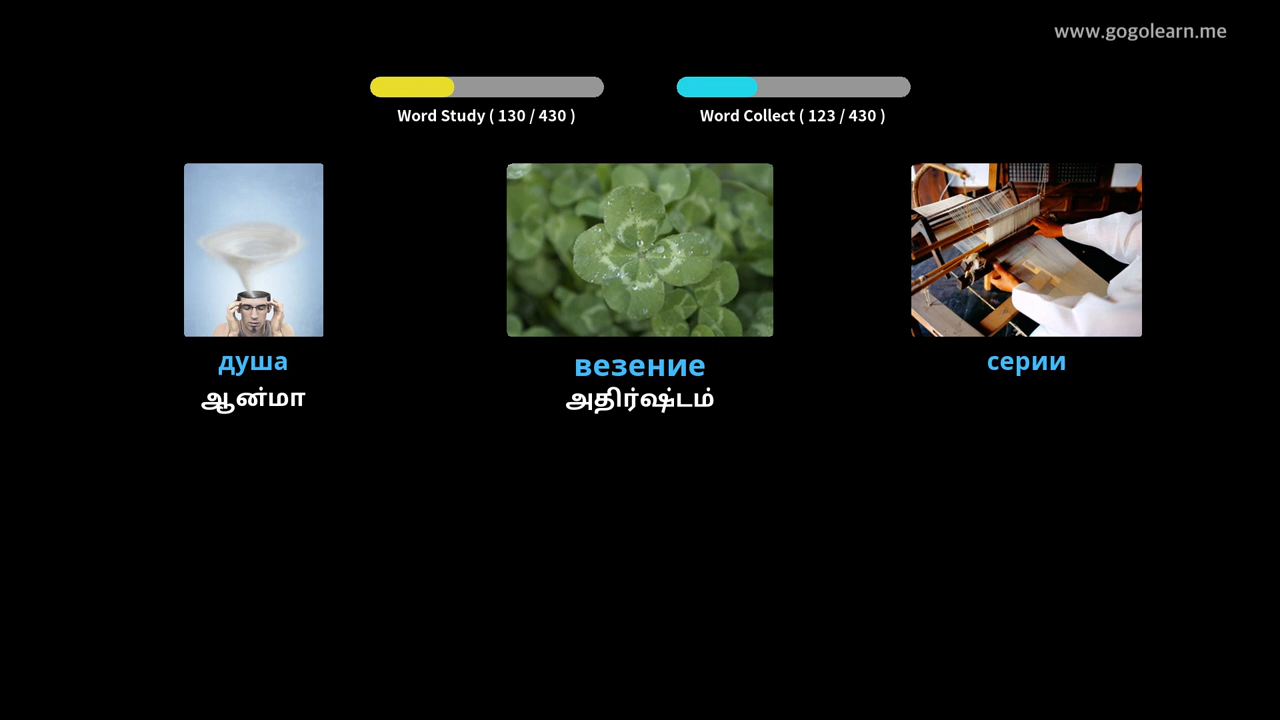 www.gogolearn.me
Word Study ( 130 / 430 )
Word Collect ( 123 / 430 )
душа
везение
серии
ஆன்மா
அதிர்ஷ்டம்